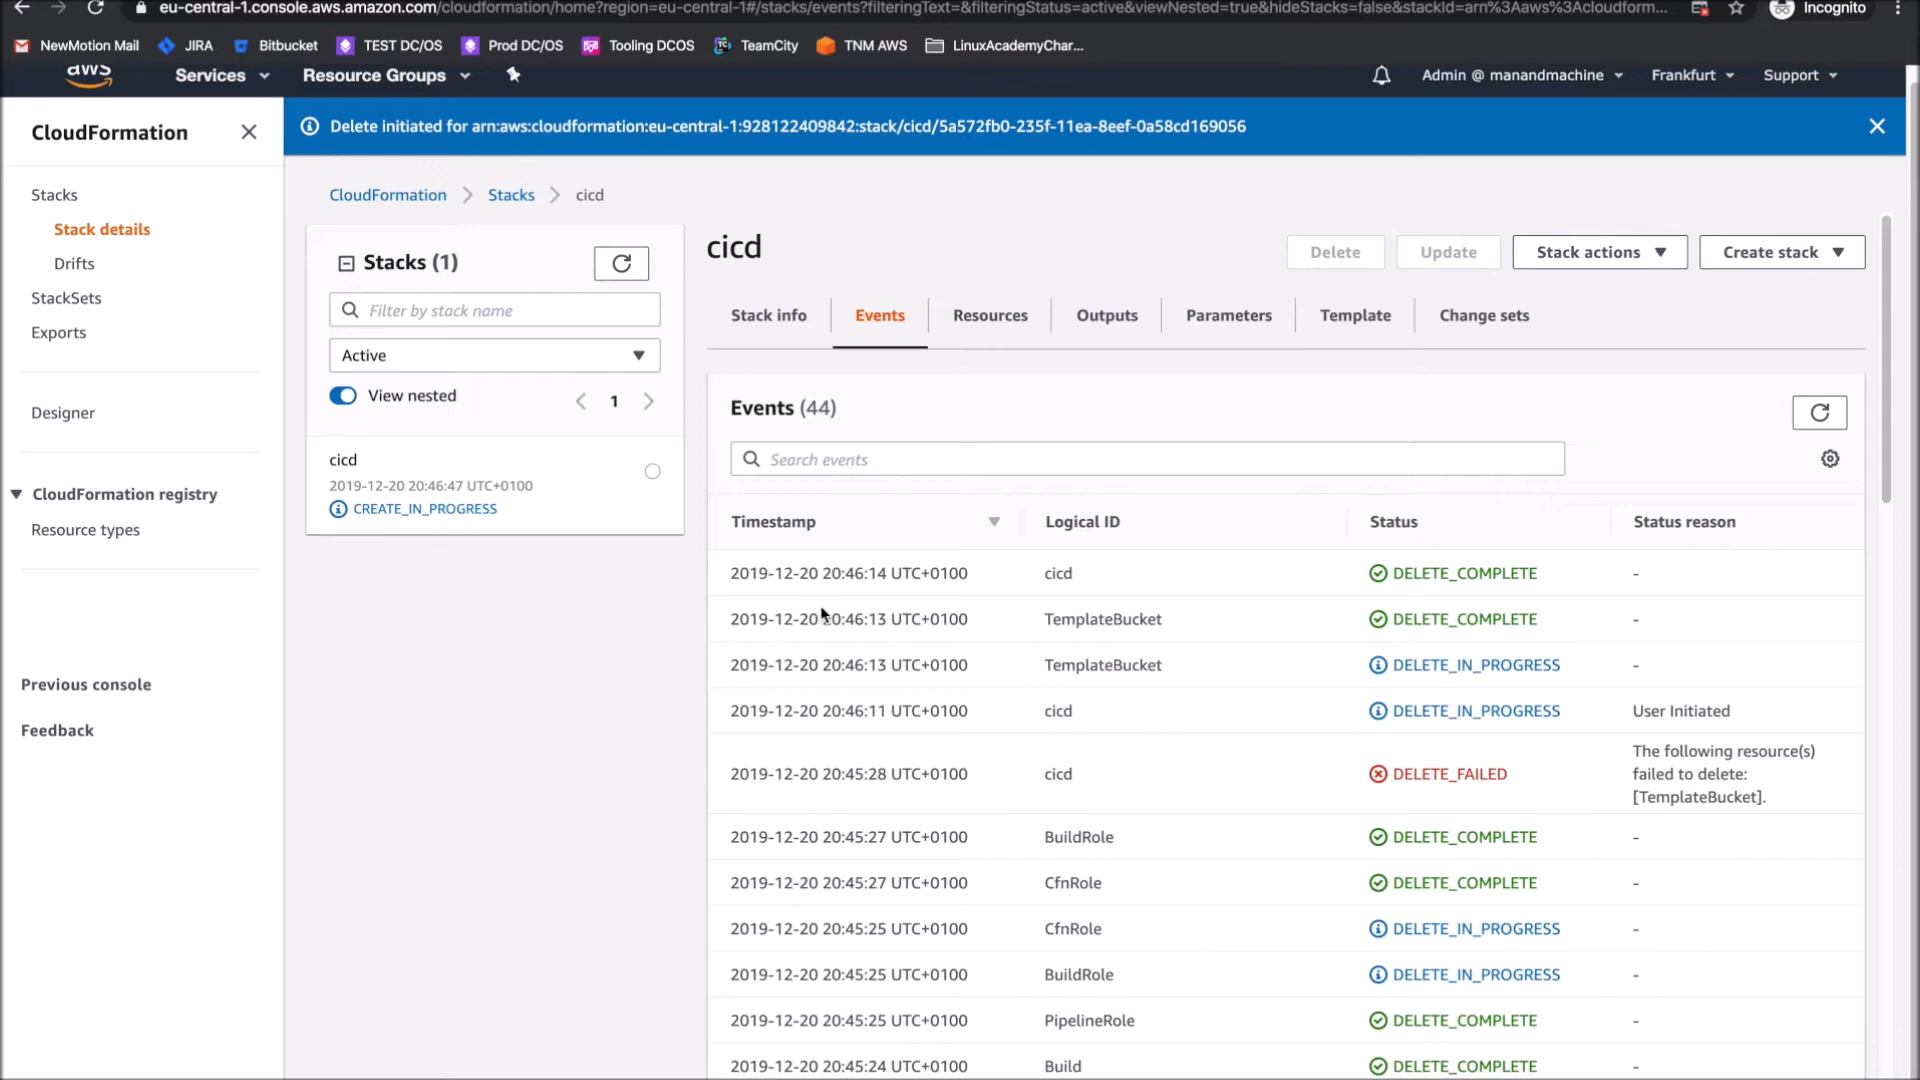 eu-central-1.console.aws.amazon.com/cloudformation/home?region=eu-central-1#/stacks/events?filteringText=&filteringStatus=active&viewNested=true&hideStacks=false&stackId=arn%3Aaws%3Acloudform...
Incognito
NewMotion Mail
JIRA
Bitbucket
TEST DC/OS
Prod DC/OS
Tooling DCOS
TeamCity
TNM AWS
LinuxAcademyChar...
aws
Services
Resource Groups
Admin @ manandmachine
Frankfurt
Support
CloudFormation
Delete initiated for arn:aws:cloudformation:eu-central-1:928122409842:stack/cicd/5a572fb0-235f-11ea-8eef-0a58cd169056
Stacks
Stack details
Drifts
StackSets
Exports
Designer
CloudFormation registry
Resource types
Previous console
Feedback
CloudFormation > Stacks > cicd
Stacks (1)
Filter by stack name
Active
View nested
1
cicd
2019-12-20 20:46:47 UTC+0100
CREATE_IN_PROGRESS
cicd
Delete
Update
Stack actions
Create stack
Stack info
Events
Resources
Outputs
Parameters
Template
Change sets
Events (44)
Search events
Timestamp Logical ID Status Status reason
2019-12-20 20:46:14 UTC+0100 cicd DELETE_COMPLETE -
2019-12-20 20:46:13 UTC+0100 TemplateBucket DELETE_COMPLETE -
2019-12-20 20:46:13 UTC+0100 TemplateBucket DELETE_IN_PROGRESS -
2019-12-20 20:46:11 UTC+0100 cicd DELETE_IN_PROGRESS User Initiated
2019-12-20 20:45:28 UTC+0100 cicd DELETE_FAILED The following resource(s)
failed to delete:
[TemplateBucket].
2019-12-20 20:45:27 UTC+0100 BuildRole DELETE_COMPLETE -
2019-12-20 20:45:27 UTC+0100 CfnRole DELETE_COMPLETE -
2019-12-20 20:45:25 UTC+0100 CfnRole DELETE_IN_PROGRESS -
2019-12-20 20:45:25 UTC+0100 BuildRole DELETE_IN_PROGRESS -
2019-12-20 20:45:25 UTC+0100 PipelineRole DELETE_COMPLETE -
2019-12-20 20:45:24 UTC+0100 Build DELETE_COMPLETE -